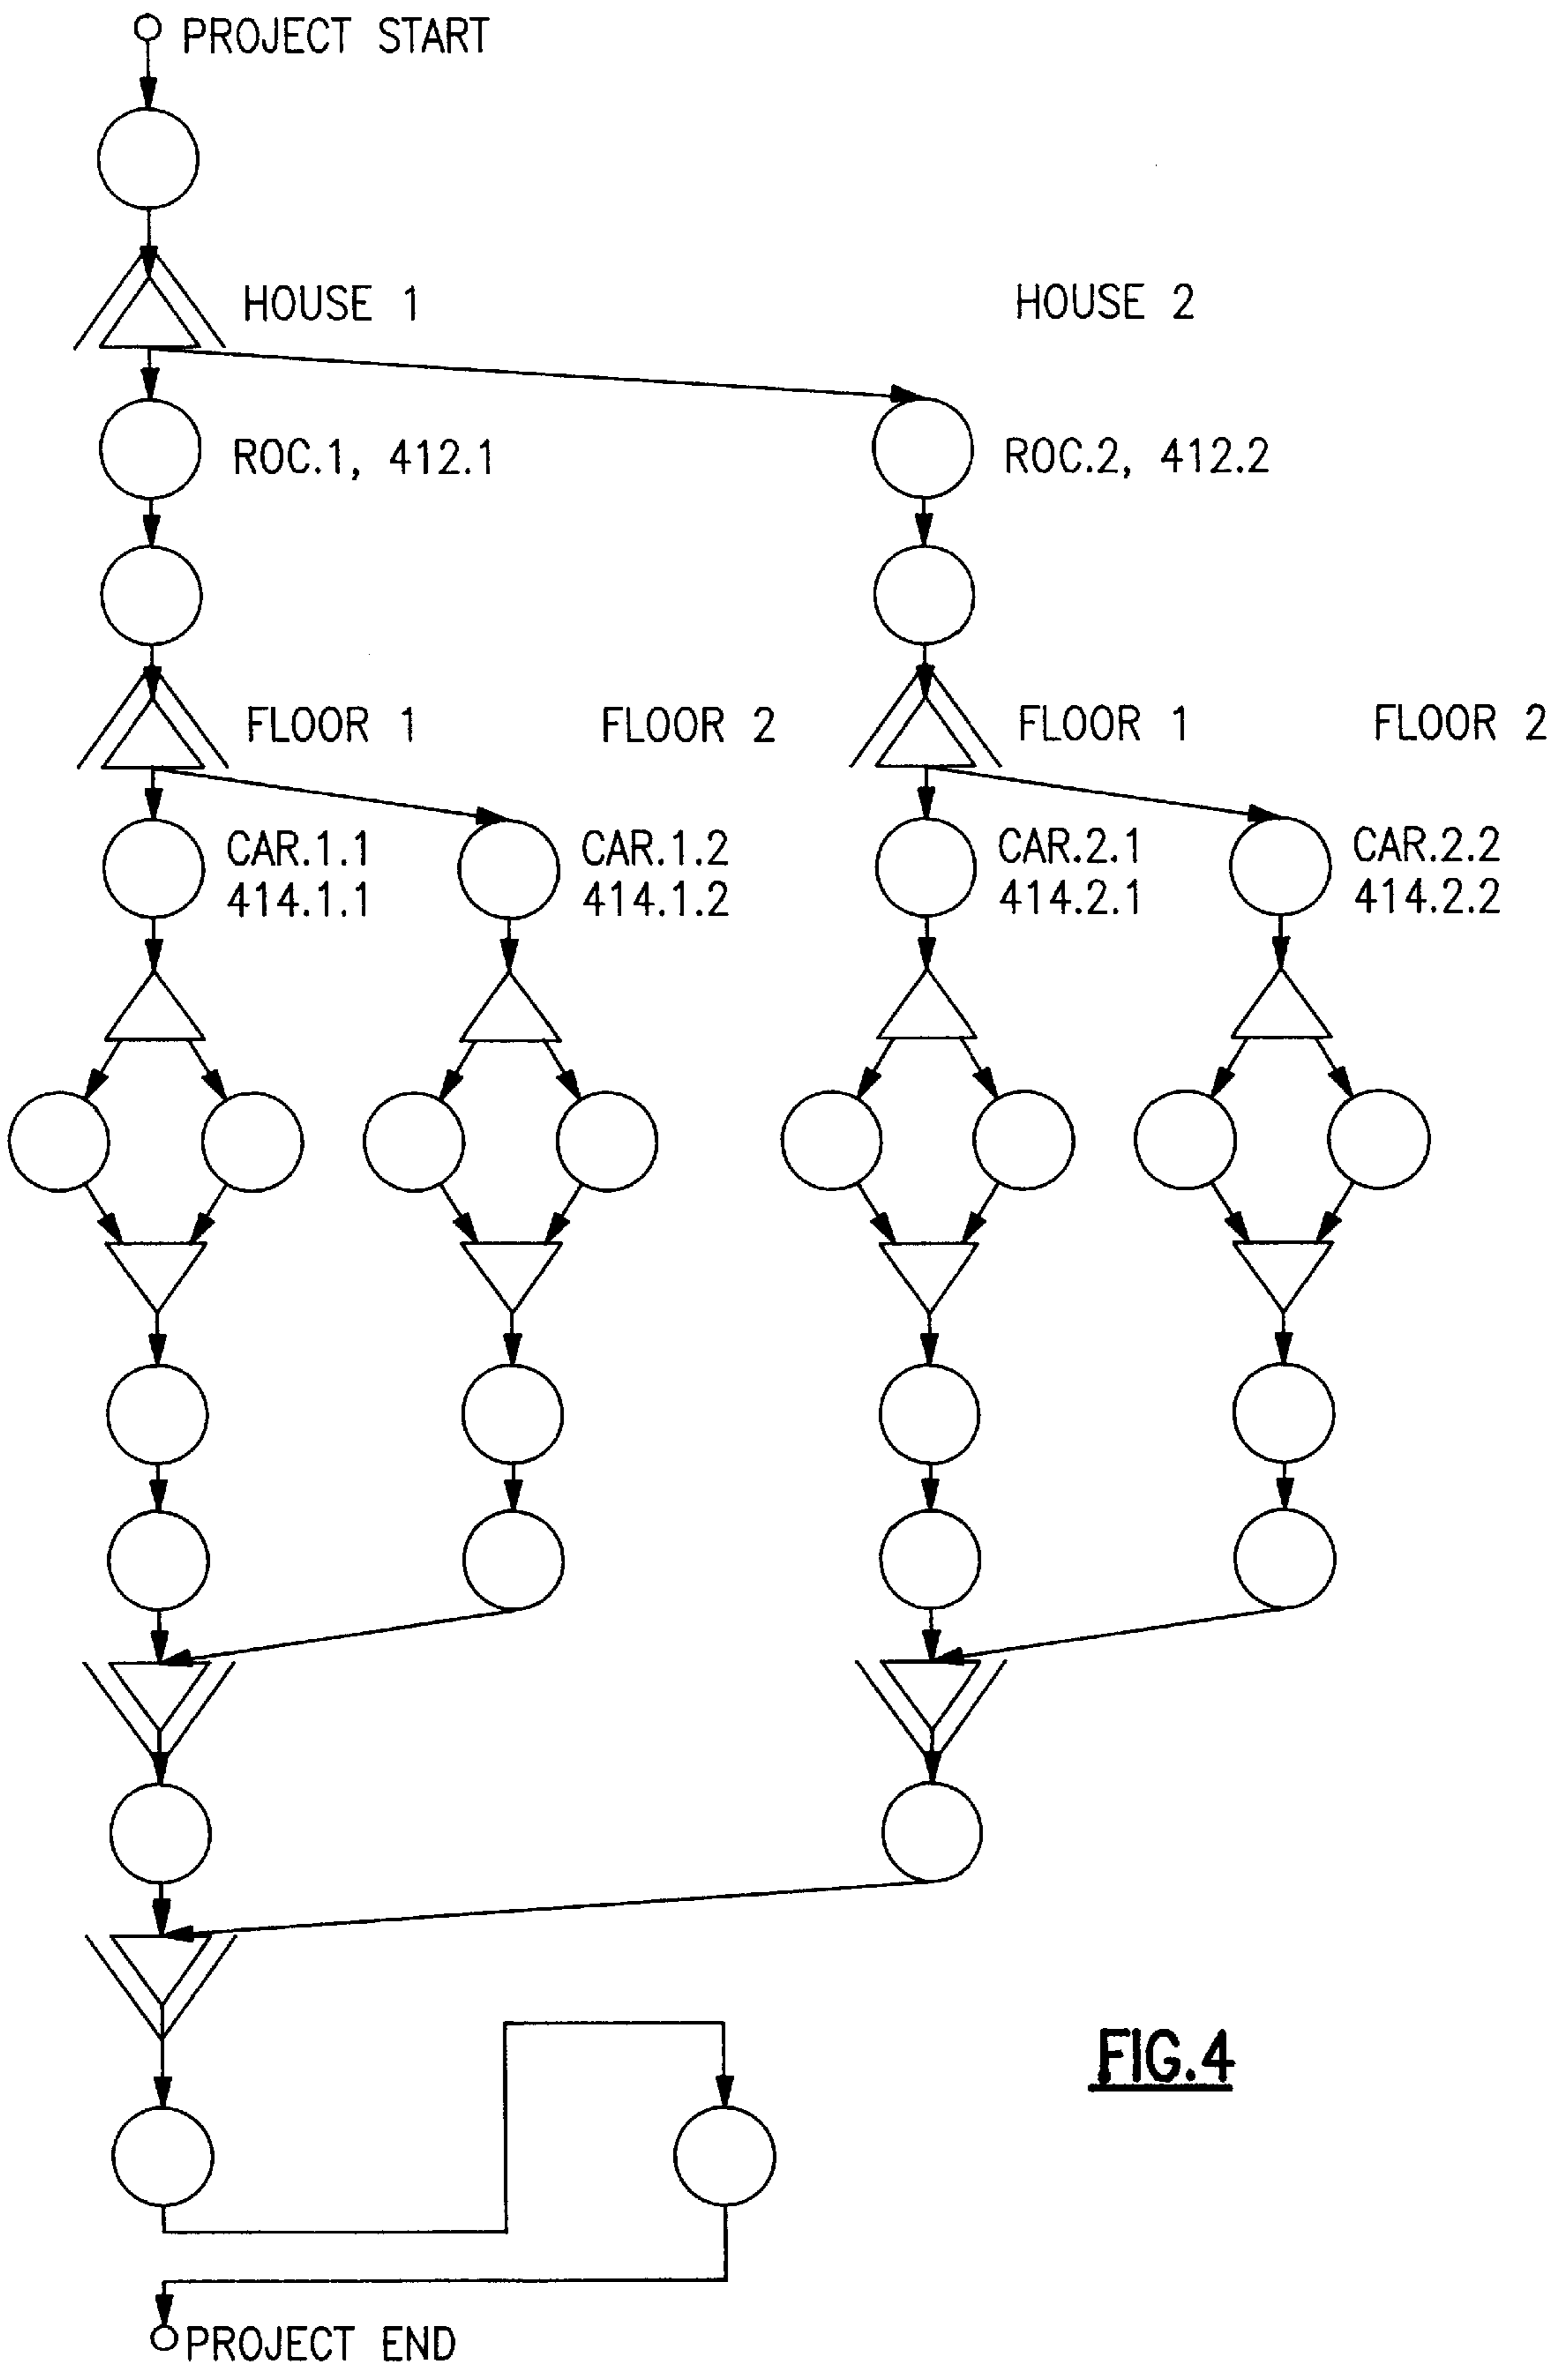 PROJECT START
HOUSE 1
HOUSE 2
ROC.1, 412.1
ROC.2, 412.2
FLOOR 1
FLOOR 2
FLOOR 1
FLOOR 2
CAR.1.1
414.1.1
CAR.1.2
414.1.2
CAR.2.1
414.2.1
CAR.2.2
414.2.2
FIG.4
PROJECT END